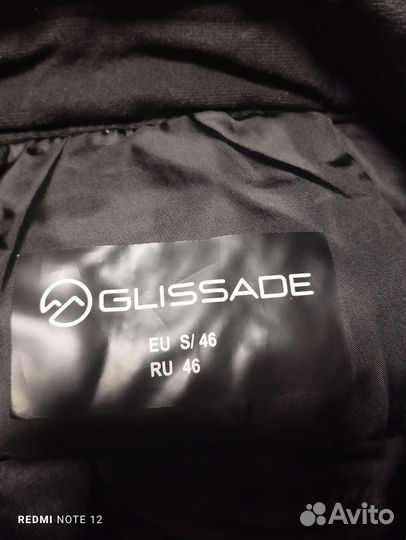 GLISSADE
EU S/ 46
RU 46
REDMI NOTE 12
Avito